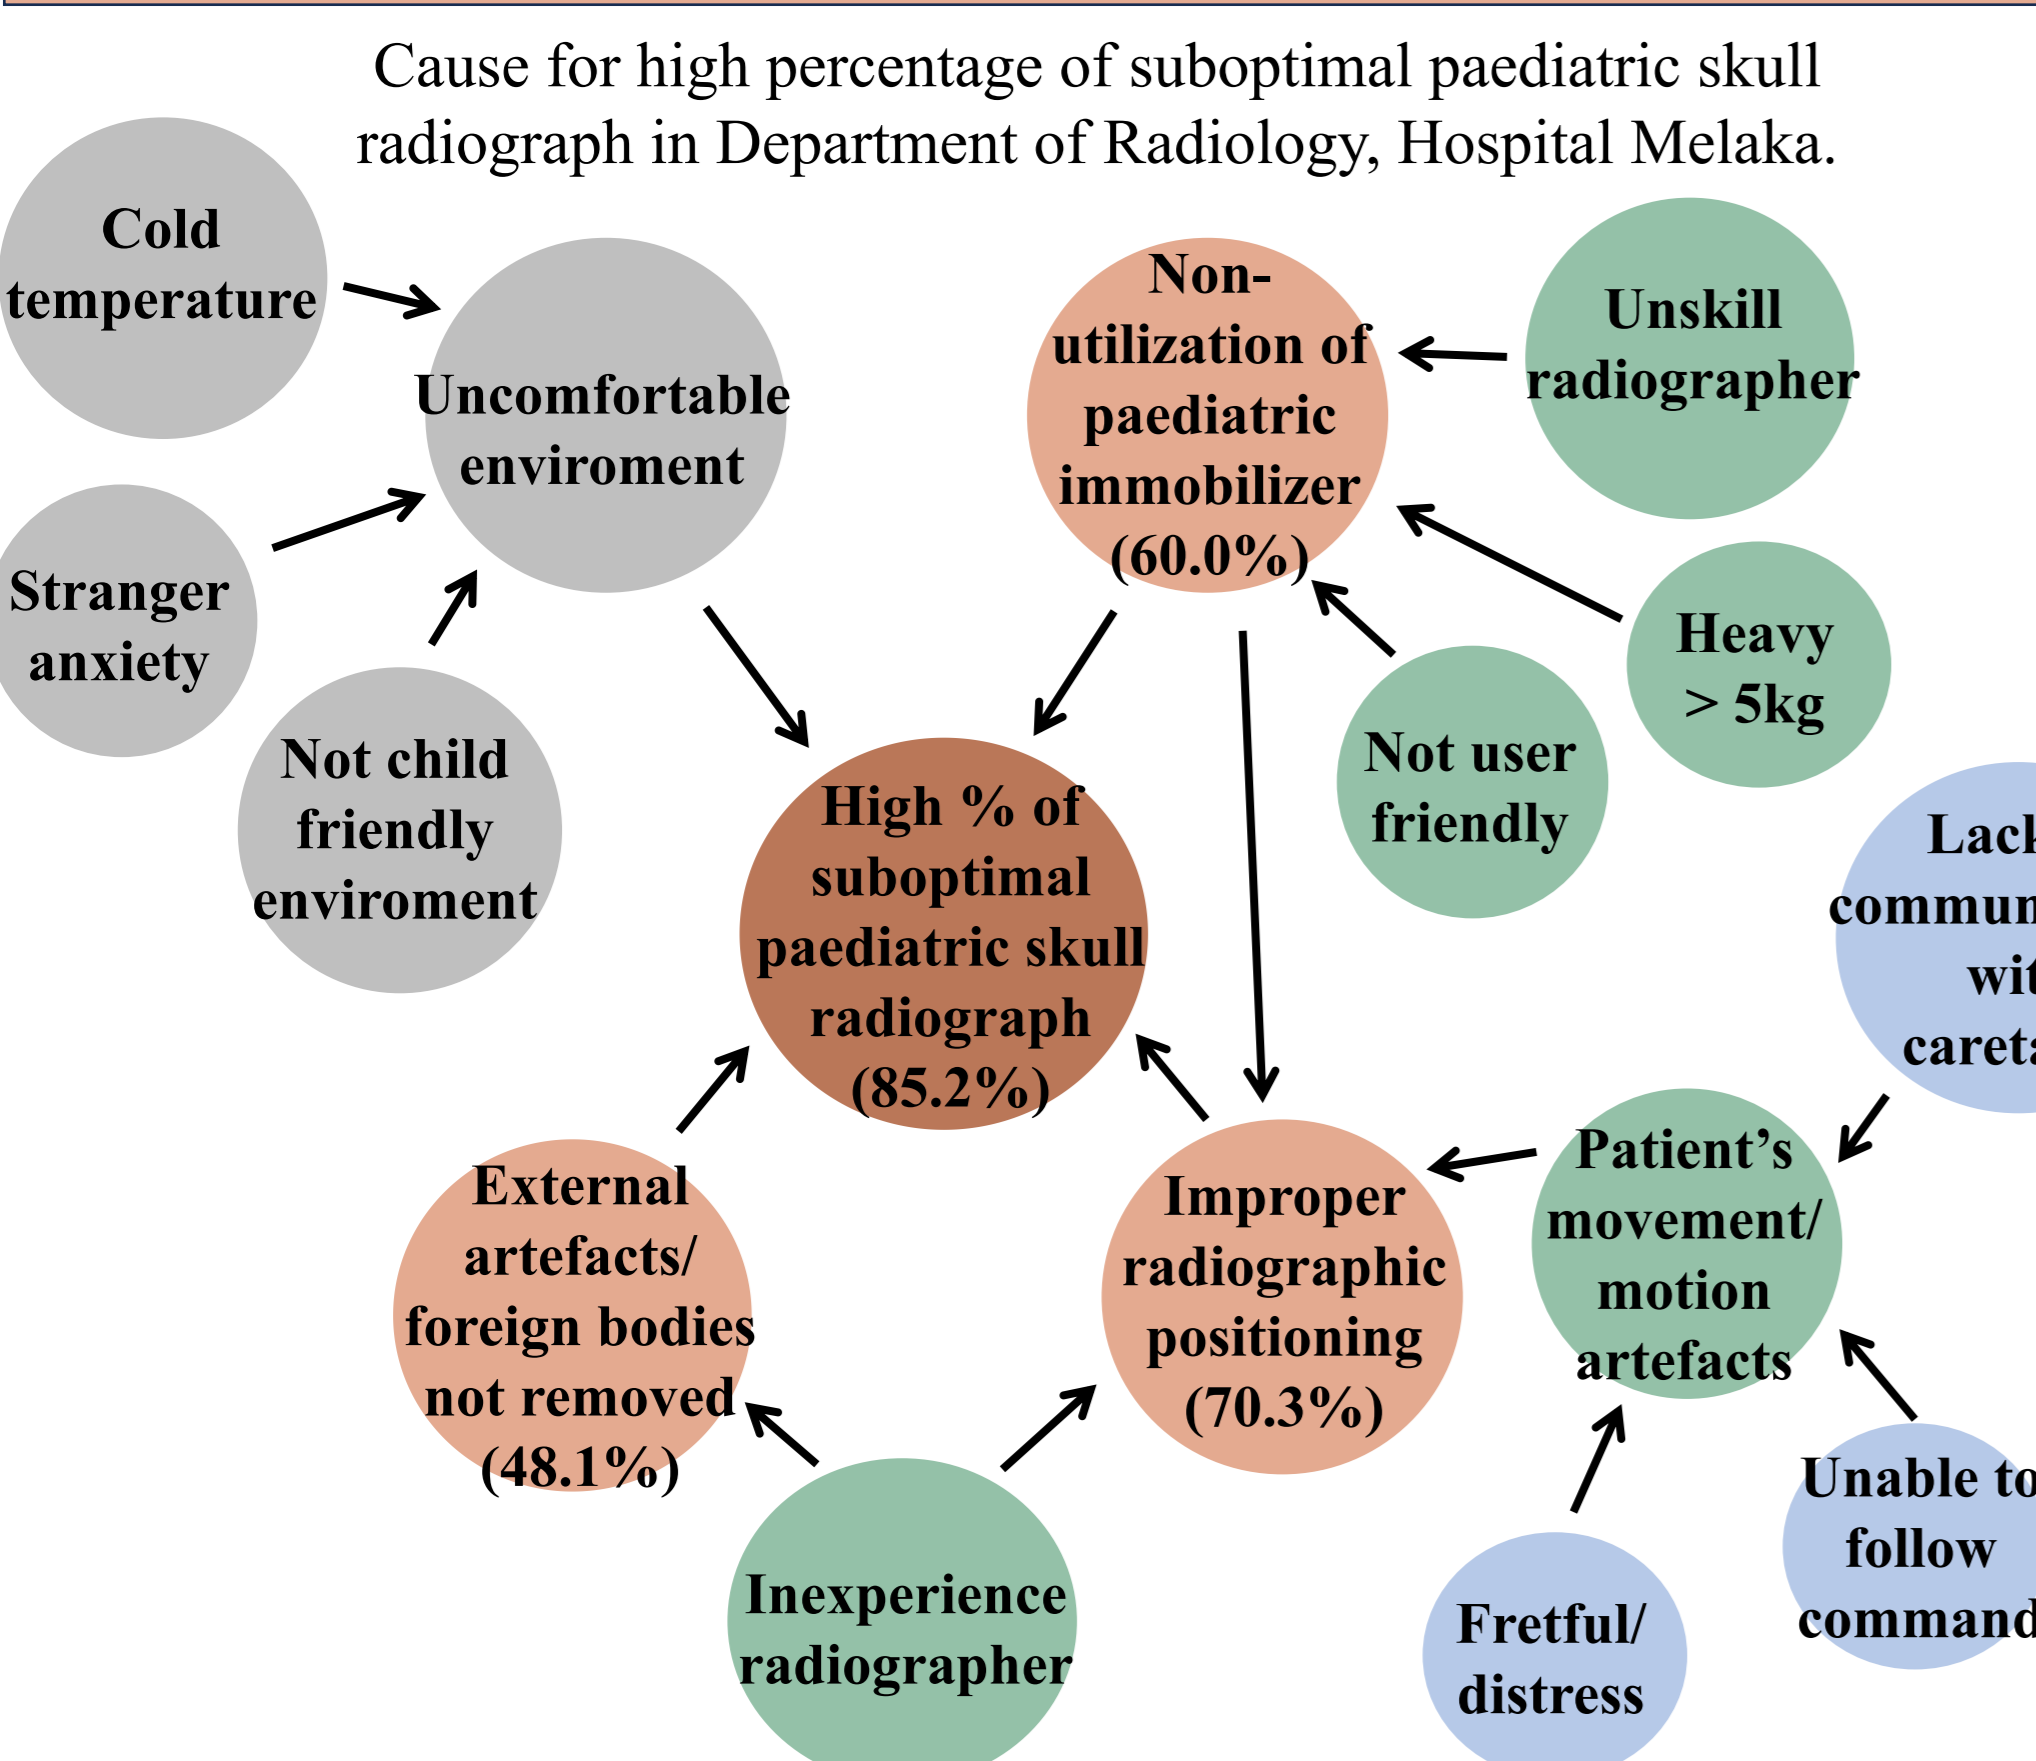 Cause for high percentage of suboptimal paediatric skull
radiograph in Department of Radiology, Hospital Melaka.
Cold
temperature
Uncomfortable
enviroment
Stranger
anxiety
Not child
friendly
enviroment
Non-
utilization of
paediatric
immobilizer
(60.0%)
Unskill
radiographer
Heavy
> 5kg
Not user
friendly
High % of
suboptimal
paediatric skull
radiograph
(85.2%)
External
artefacts/
foreign bodies
not removed
(48.1%)
Improper
radiographic
positioning
(70.3%)
Patient’s
movement/
motion
artefacts
Inexperience
radiographer
Fretful/
distress
Unable to
follow
command